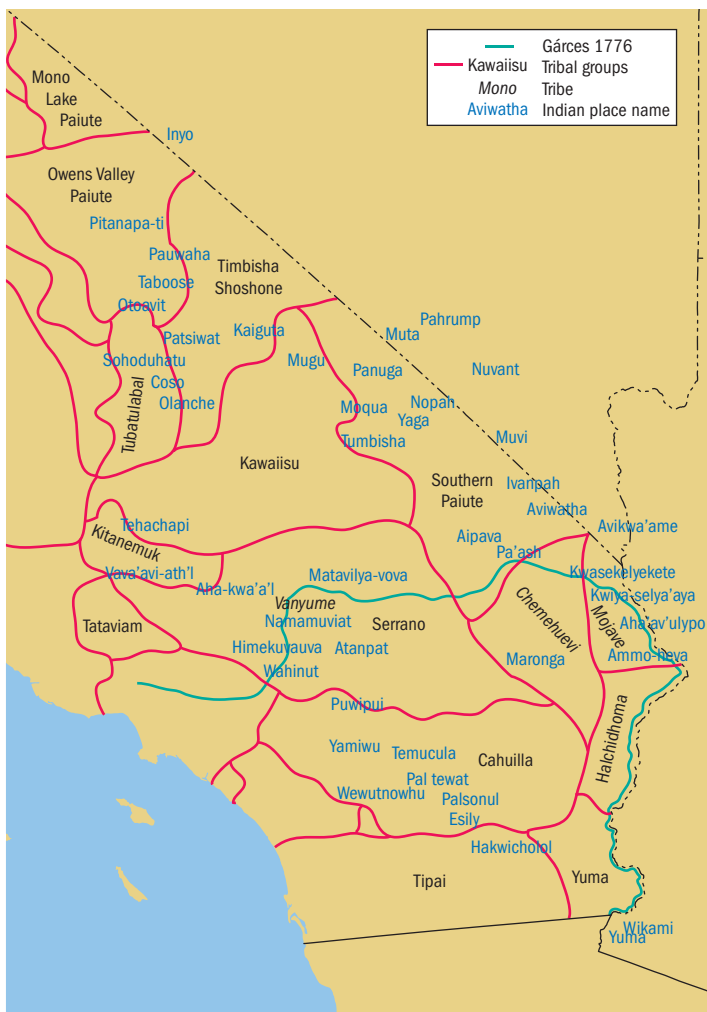 Gárces 1776
Kawaiisu Tribal groups
Mono Tribe
Aviwatha Indian place name
Mono
Lake
Paiute
Inyo
Owens Valley
Paiute
Pitanapa-ti
Pauwaha
Timbisha
Shoshone
Taboose
Otoavit
Patsiwat
Kaiguta
Pahrump
Muta
Sohoduhatu
Mugu
Panuga
Nuvant
Coso
Olanche
Tubatulabal
Moqua
Nopah
Yaga
Tumbisha
Muvi
Kawaiisu
Southern
Paiute
Ivanpah
Aviwatha
Tehachapi
Kitanemuk
Aipava
Avikwa'ame
Pa'ash
Vava'avi-ath'l
Aha-kwa'a'l
Matavilya-vova
Kwasekelyekete
Kwiya-selya'aya
Vanyume
Namamuviat
Serrano
Chemehuevi
Mojave
Aha-av'ulypo
Tataviam
Himekuvauva
Atanpat
Maronga
Ammo-heva
Wahinut
Puwipui
Halchidhoma
Yamiwu
Temucula
Cahuilla
Pal tewat
Wewutnowhu
Palsonul
Esily
Hakwicholol
Tipai
Yuma
Wikami
Yuma